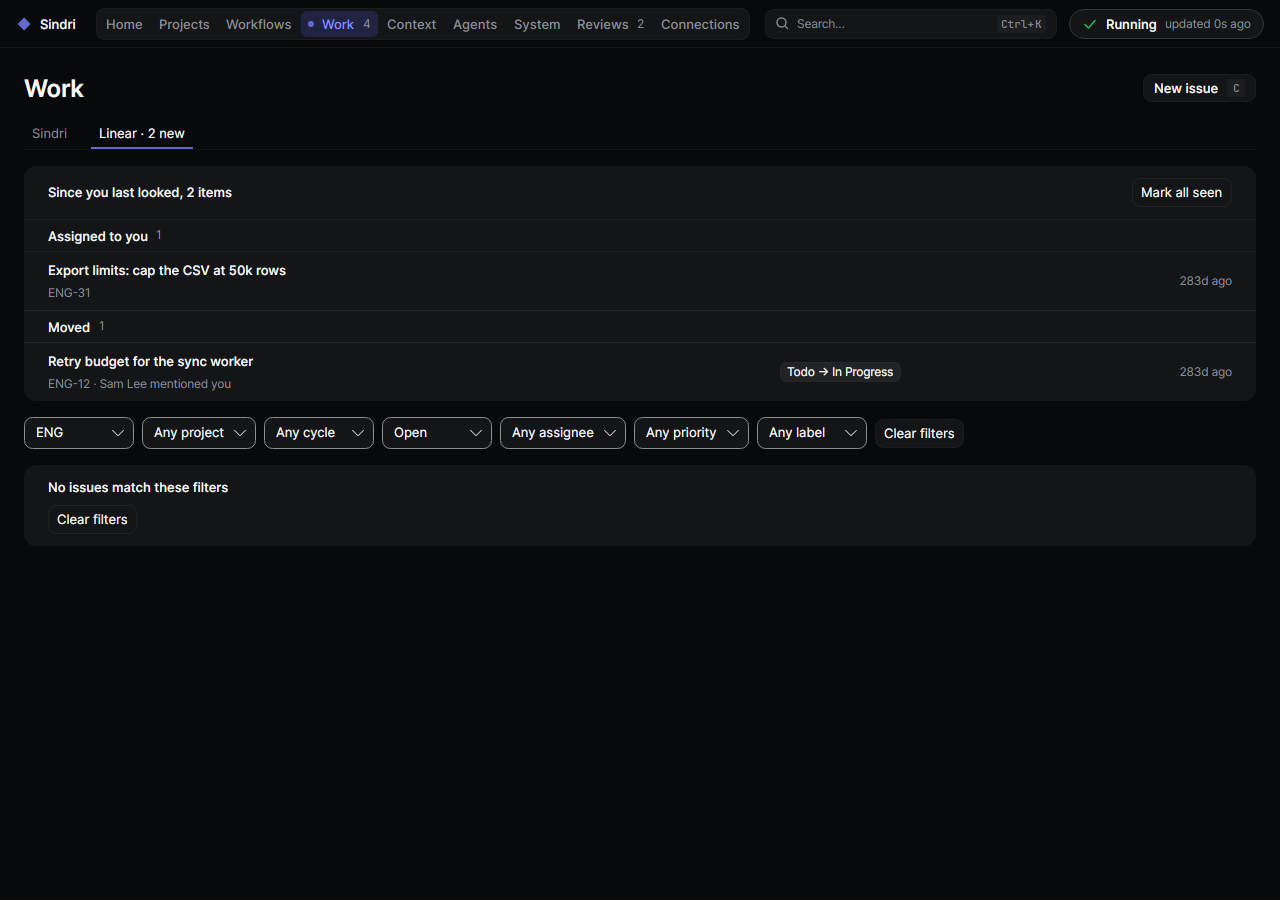 Sindri
Home Projects Workflows Work 4 Context Agents System Reviews 2 Connections
Search... Ctrl+K
Running updated 0s ago
Work
New issue C
Sindri
Linear · 2 new
Since you last looked, 2 items
Mark all seen
Assigned to you 1
Export limits: cap the CSV at 50k rows
ENG-31
283d ago
Moved 1
Retry budget for the sync worker
ENG-12 · Sam Lee mentioned you
Todo → In Progress
283d ago
ENG Any project Any cycle Open Any assignee Any priority Any label Clear filters
No issues match these filters
Clear filters